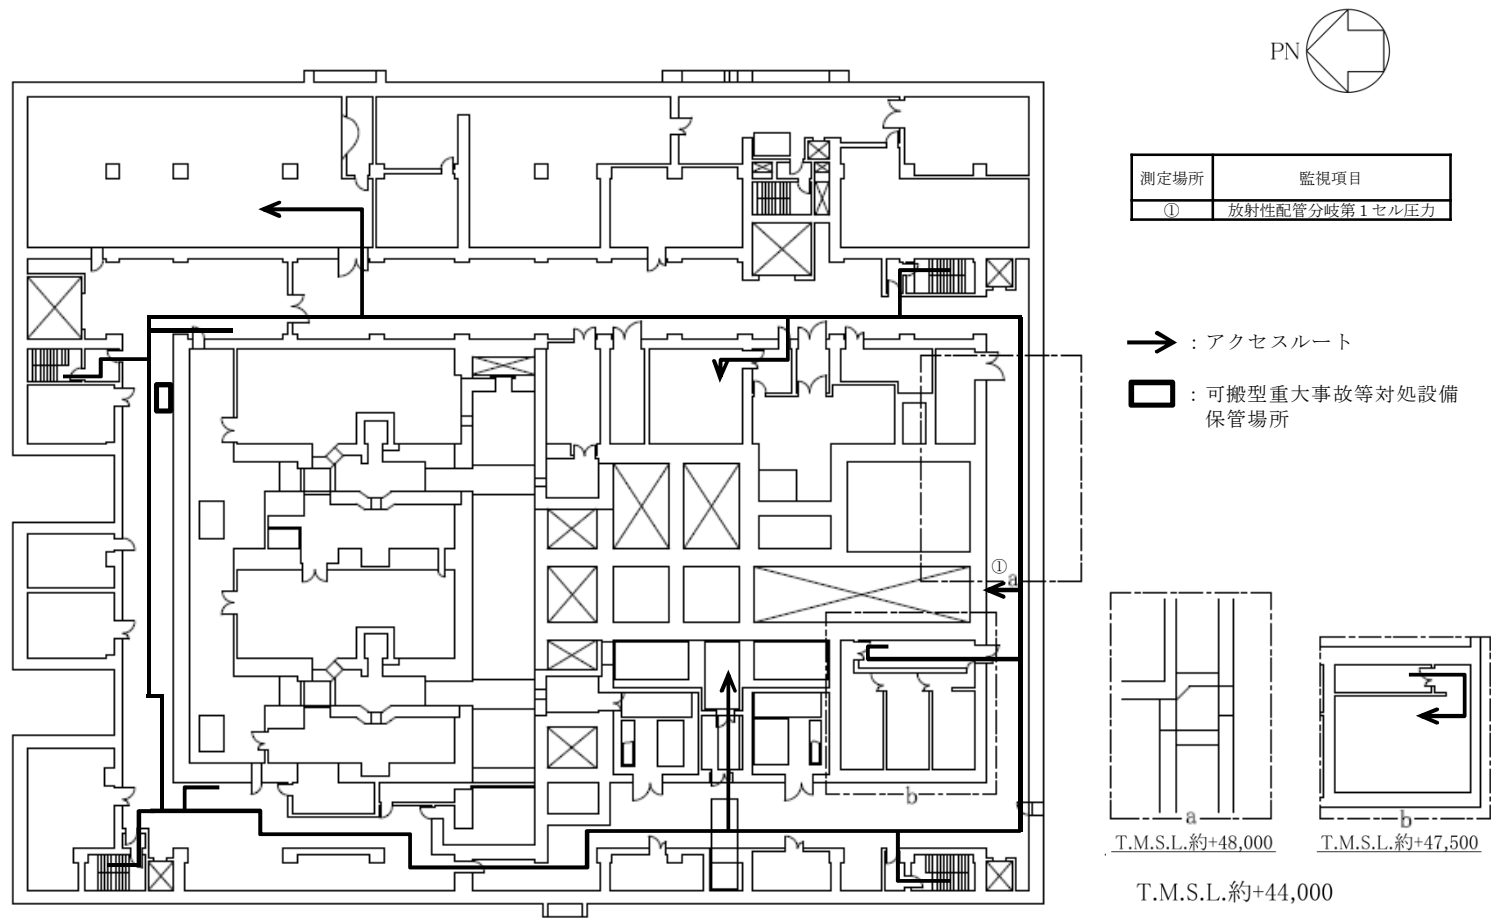 PN
測定場所 監視項目
① 放射性配管分岐第１セル圧力
：アクセスルート
：可搬型重大事故等対処設備
保管場所
①
a
b
a
T.M.S.L.約+48,000
b
T.M.S.L.約+47,500
T.M.S.L.約+44,000